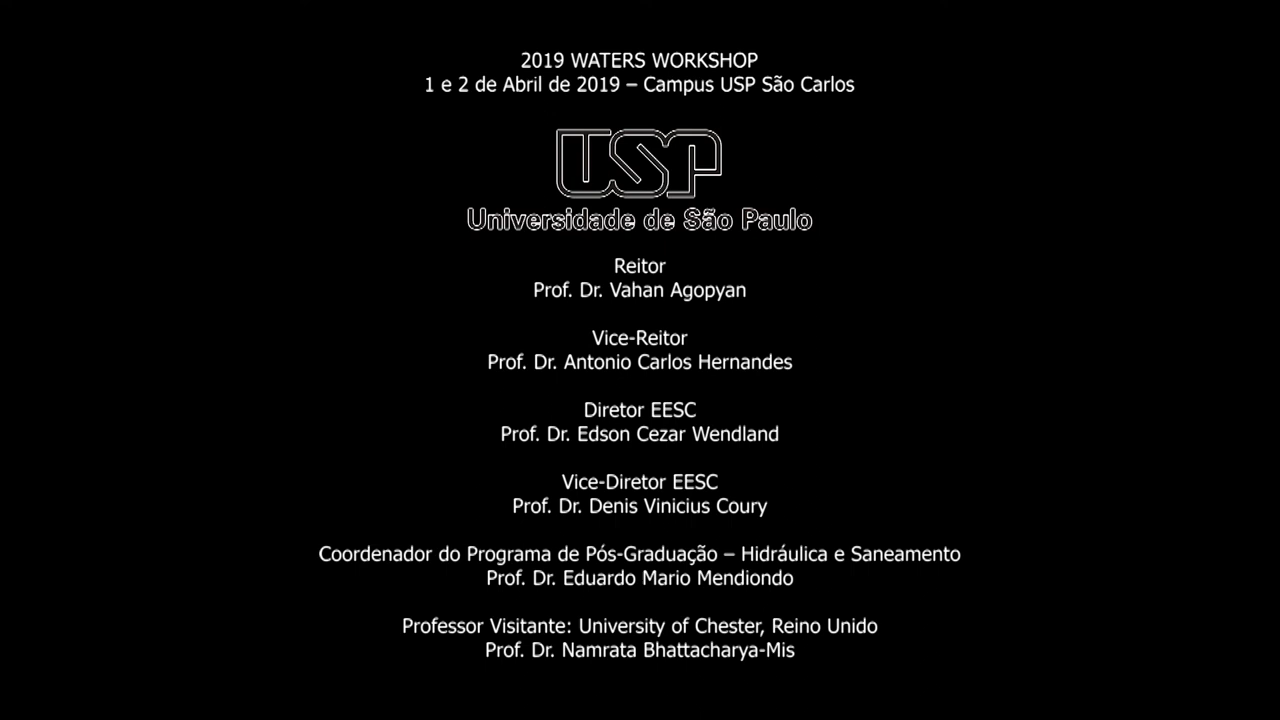 2019 WATERS WORKSHOP
1 e 2 de Abril de 2019 – Campus USP São Carlos
USP
Universidade de São Paulo
Reitor
Prof. Dr. Vahan Agopyan
Vice-Reitor
Prof. Dr. Antonio Carlos Hernandes
Diretor EESC
Prof. Dr. Edson Cezar Wendland
Vice-Diretor EESC
Prof. Dr. Denis Vinicius Coury
Coordenador do Programa de Pós-Graduação – Hidráulica e Saneamento
Prof. Dr. Eduardo Mario Mendiondo
Professor Visitante: University of Chester, Reino Unido
Prof. Dr. Namrata Bhattacharya-Mis